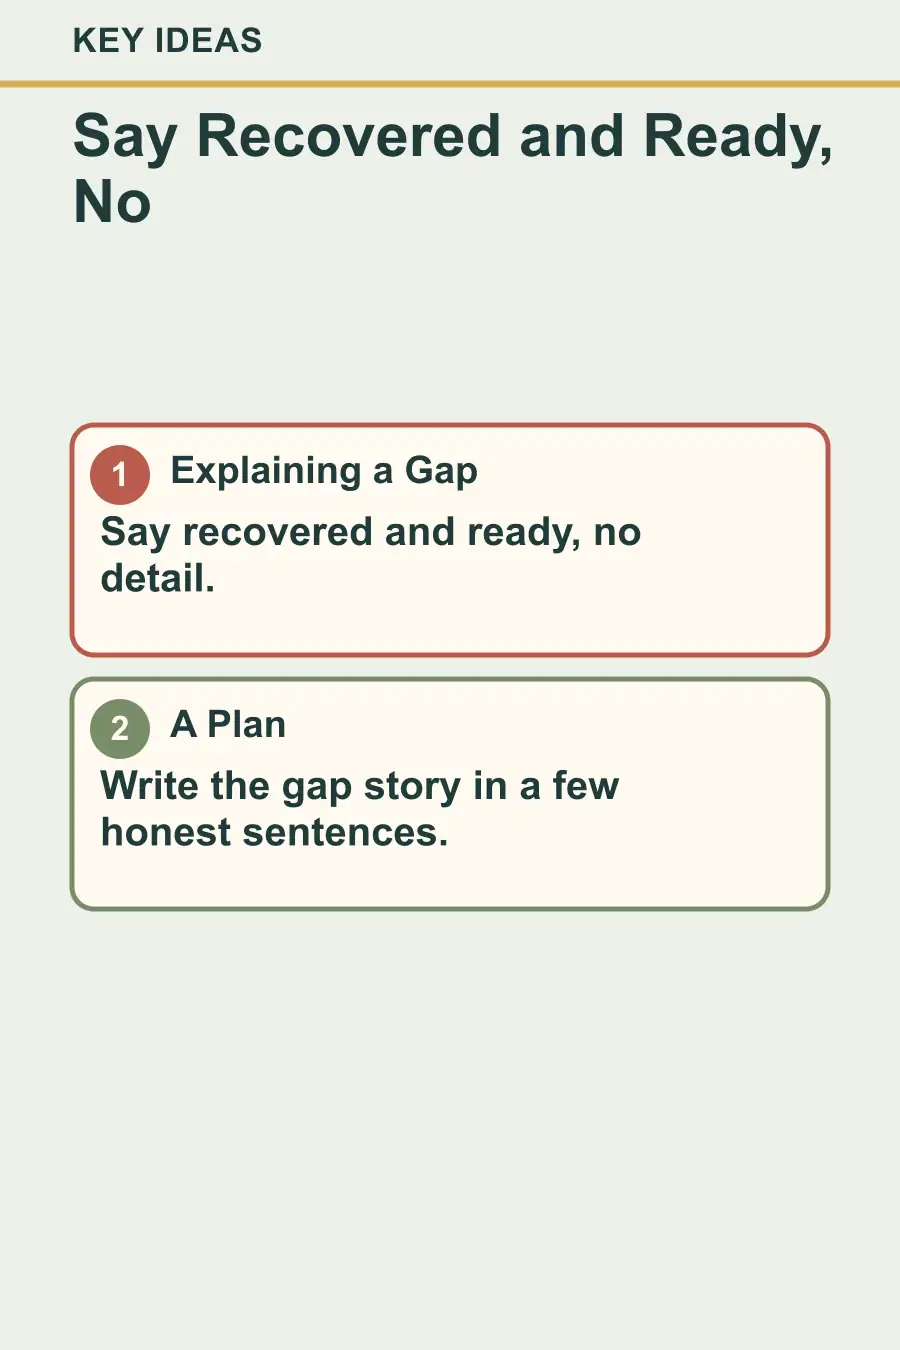 KEY IDEAS
Say Recovered and Ready,
No
1 Explaining a Gap
Say recovered and ready, no
detail.
2 A Plan
Write the gap story in a few
honest sentences.